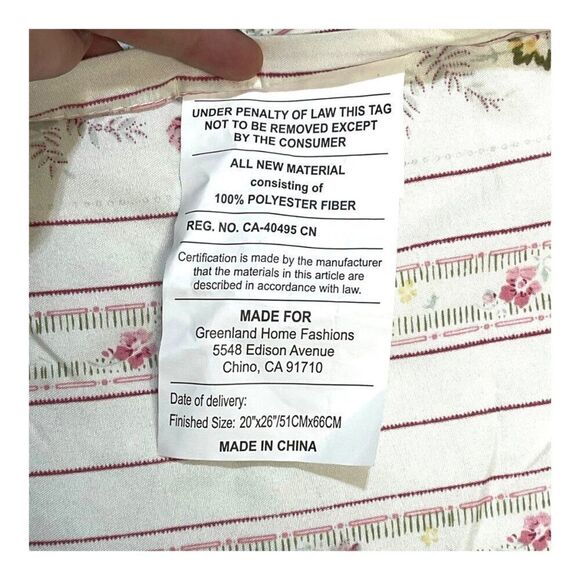 UNDER PENALTY OF LAW THIS TAG
NOT TO BE REMOVED EXCEPT
BY THE CONSUMER
ALL NEW MATERIAL
consisting of
100% POLYESTER FIBER
REG. NO. CA-40495 CN
Certification is made by the manufacturer
that the materials in this article are
described in accordance with law.
MADE FOR
Greenland Home Fashions
5548 Edison Avenue
Chino, CA 91710
Date of delivery:
Finished Size: 20"x26"/51CMx66CM
MADE IN CHINA